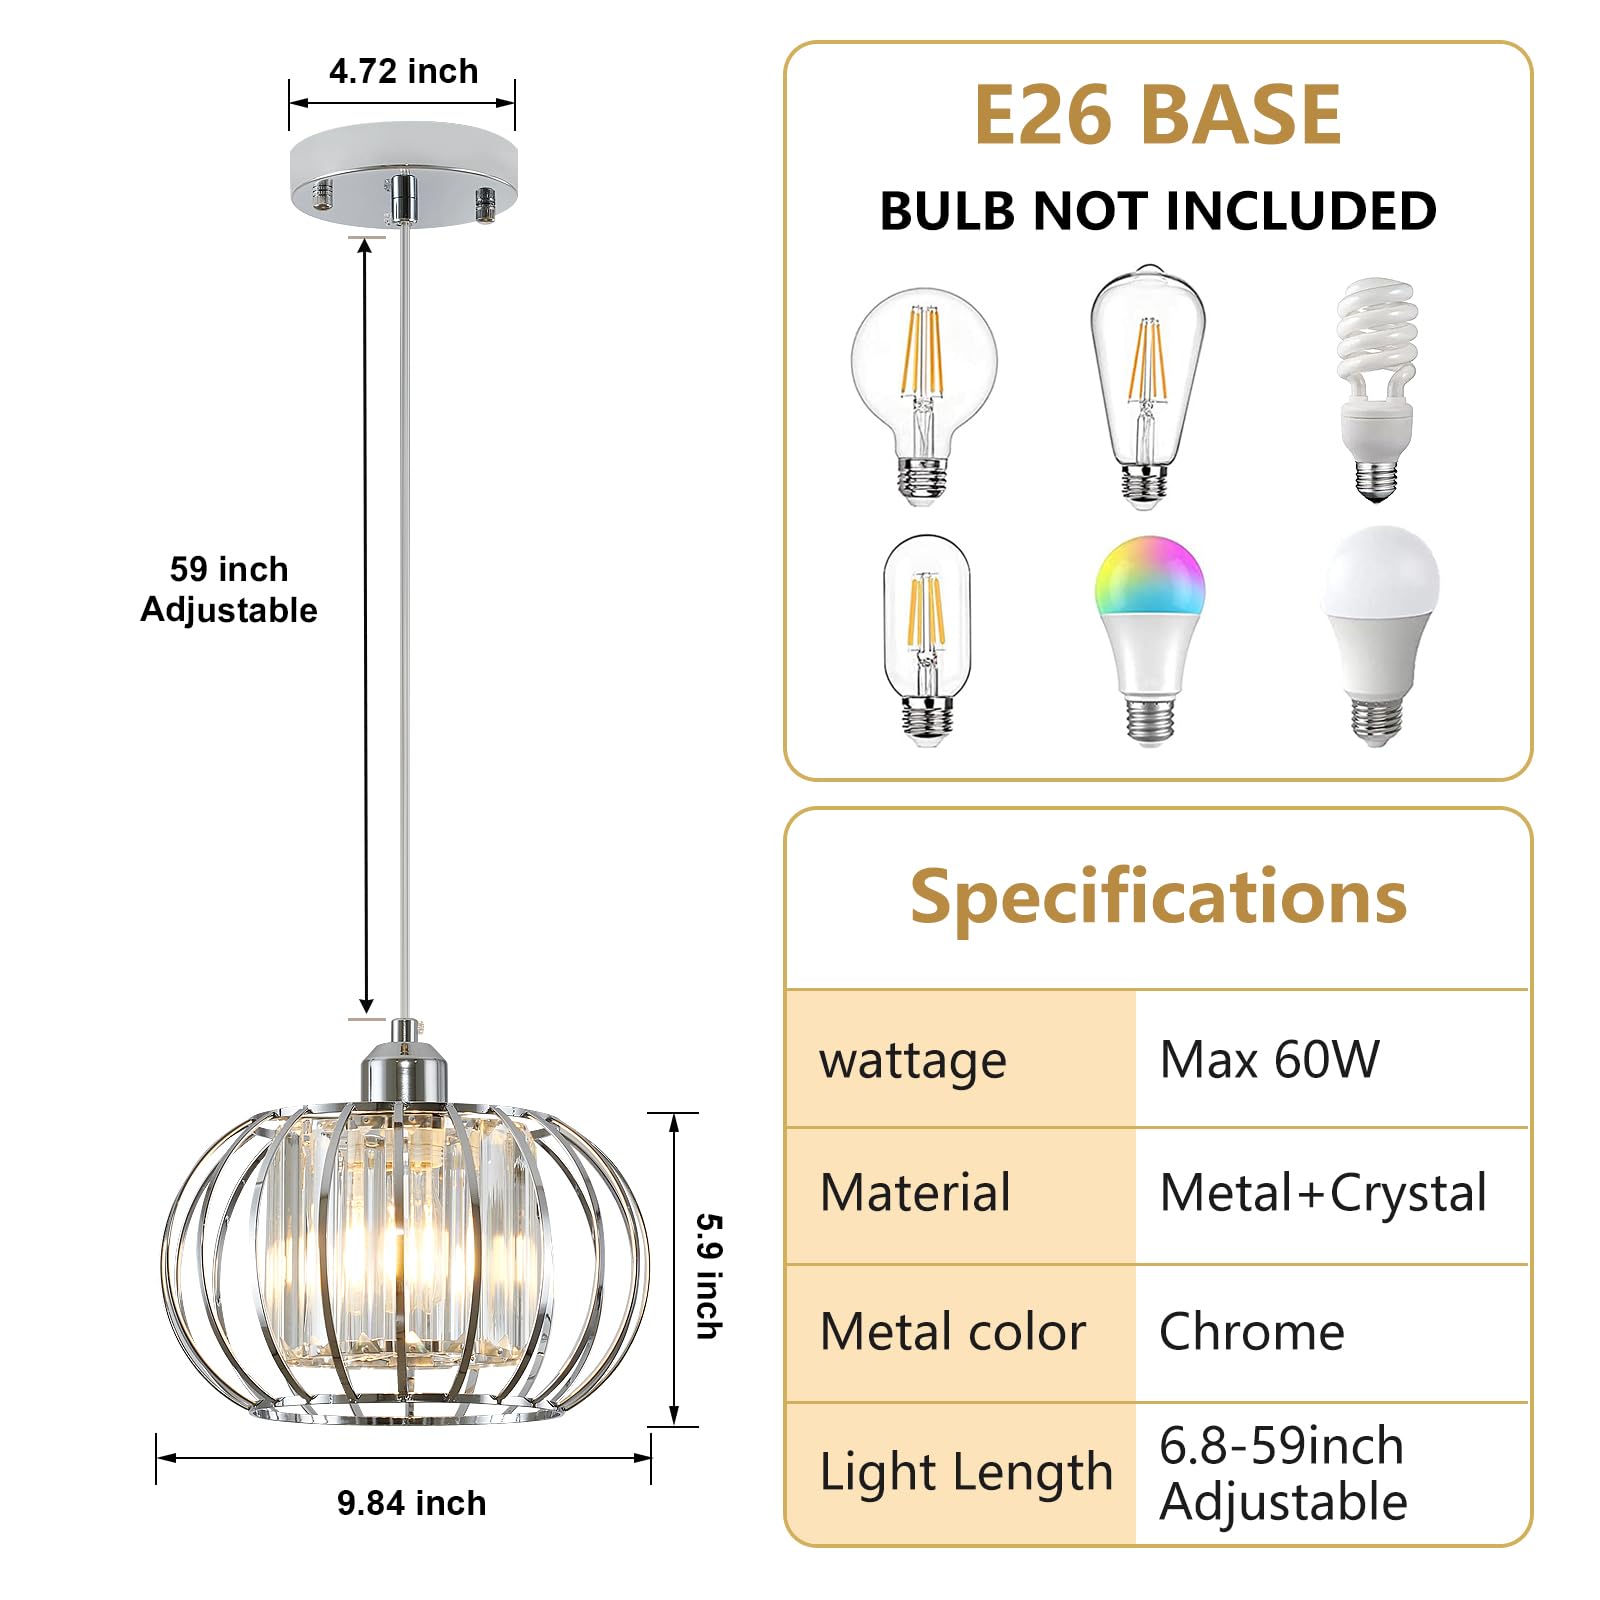 4.72 inch
59 inch
Adjustable
5.9 inch
9.84 inch
E26 BASE
BULB NOT INCLUDED
Specifications
wattage Max 60W
Material Metal+Crystal
Metal color Chrome
Light Length 6.8-59inch
Adjustable